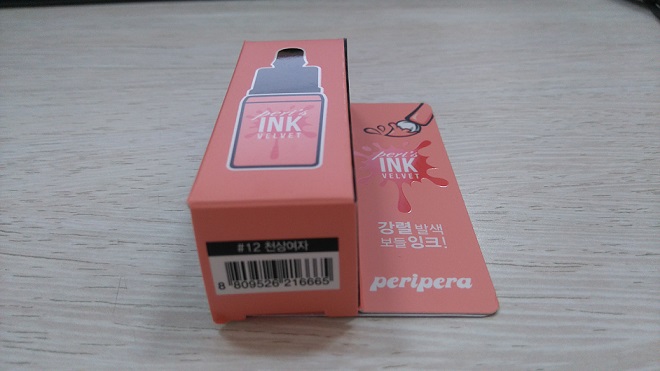 peri's
INK
VELVET
#12 천상여자
8 809526 216665
peri's
INK
VELVET
강렬 발색
보들 잉크!
peripera